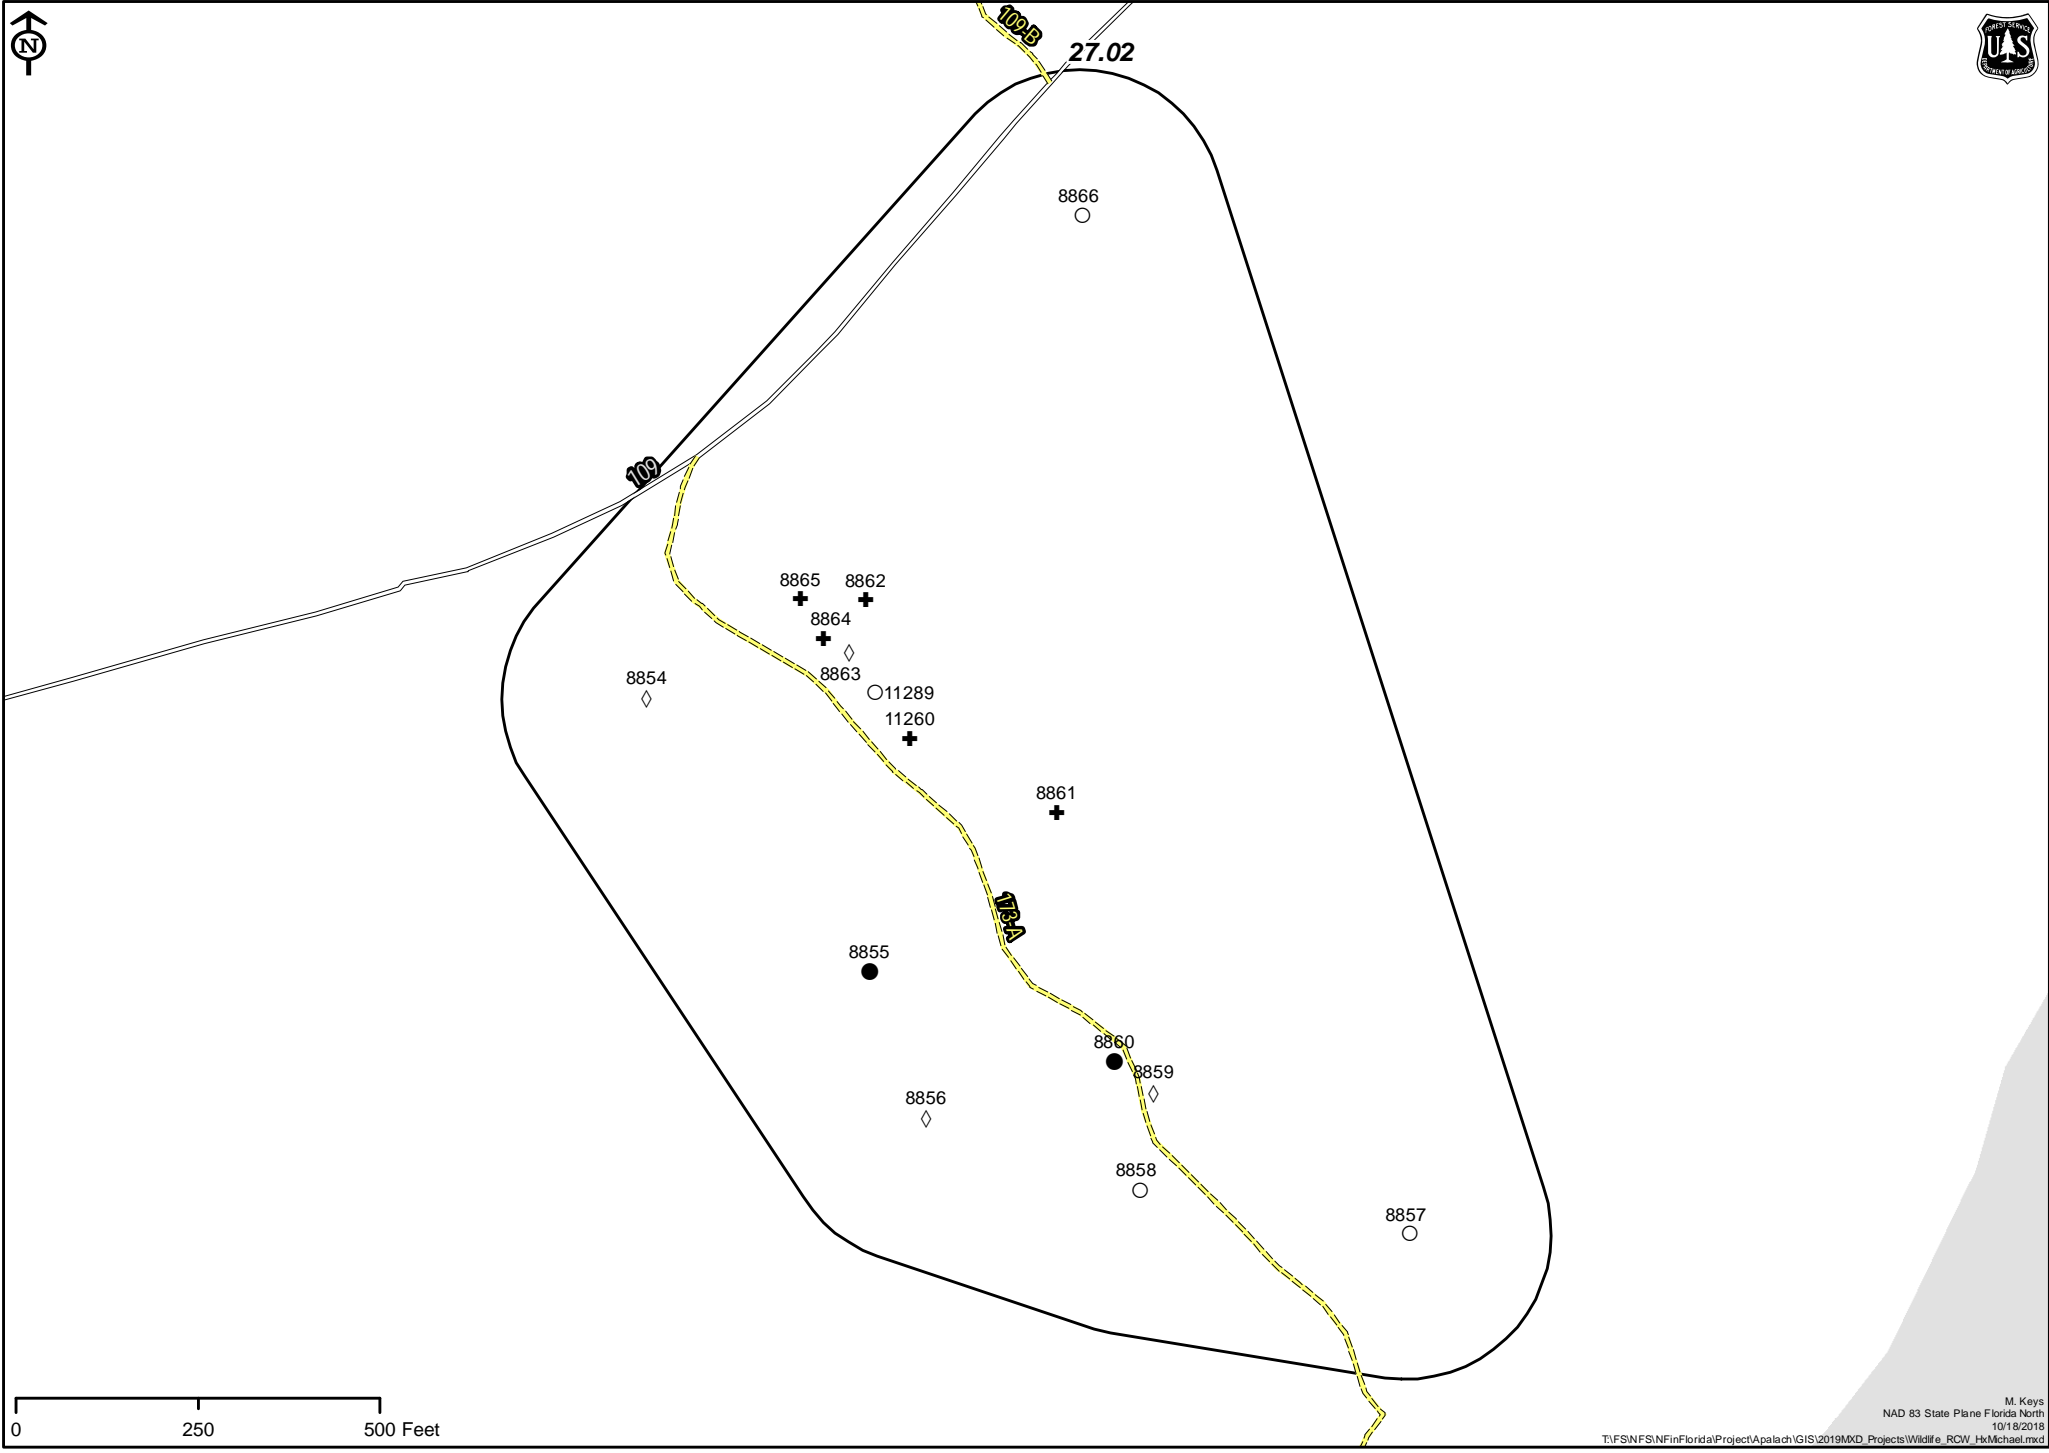 109-B
27.02
N
FOREST SERVICE
US
DEPARTMENT OF AGRICULTURE
8866
109
8865
8862
8864
8863
8854
11289
11260
8861
173-A
8855
8860
8859
8856
8858
8857
0 250 500 Feet
M. Keys
NAD 83 State Plane Florida North
10/18/2018
T:\FS\NFS\NFinFlorida\Project\Apalach\GIS\2019MXD_Projects\Wildlife_RCW_HxMichael.mxd